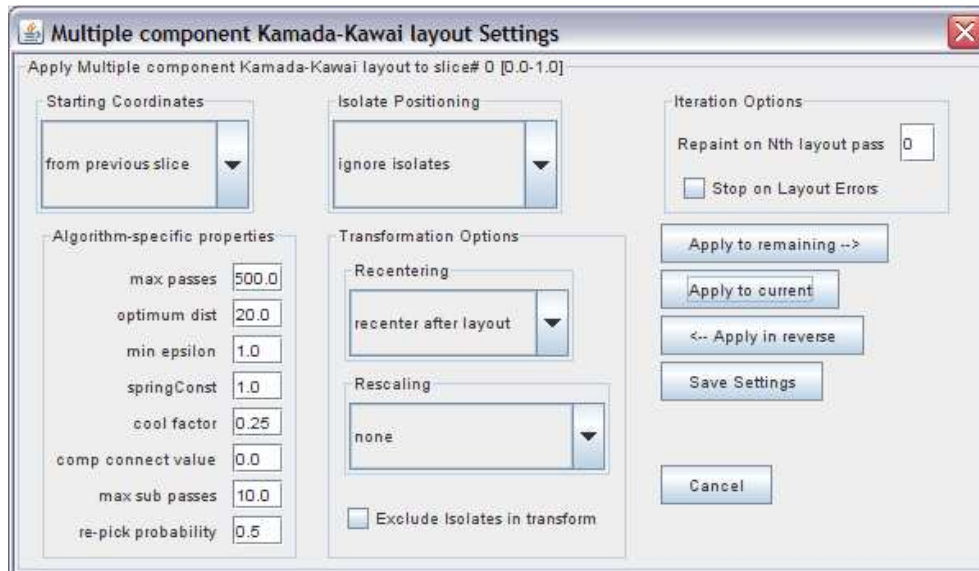 Multiple component Kamada-Kawai layout Settings
Apply Multiple component Kamada-Kawai layout to slice# 0 [0.0-1.0]
Starting Coordinates
from previous slice
Isolate Positioning
ignore isolates
Iteration Options
Repaint on Nth layout pass 0
Stop on Layout Errors
Algorithm-specific properties
max passes 500.0
optimum dist 20.0
min epsilon 1.0
springConst 1.0
cool factor 0.25
comp connect value 0.0
max sub passes 10.0
re-pick probability 0.5
Transformation Options
Recentering
recenter after layout
Rescaling
none
Exclude Isolates in transform
Apply to remaining -->
Apply to current
<-- Apply in reverse
Save Settings
Cancel